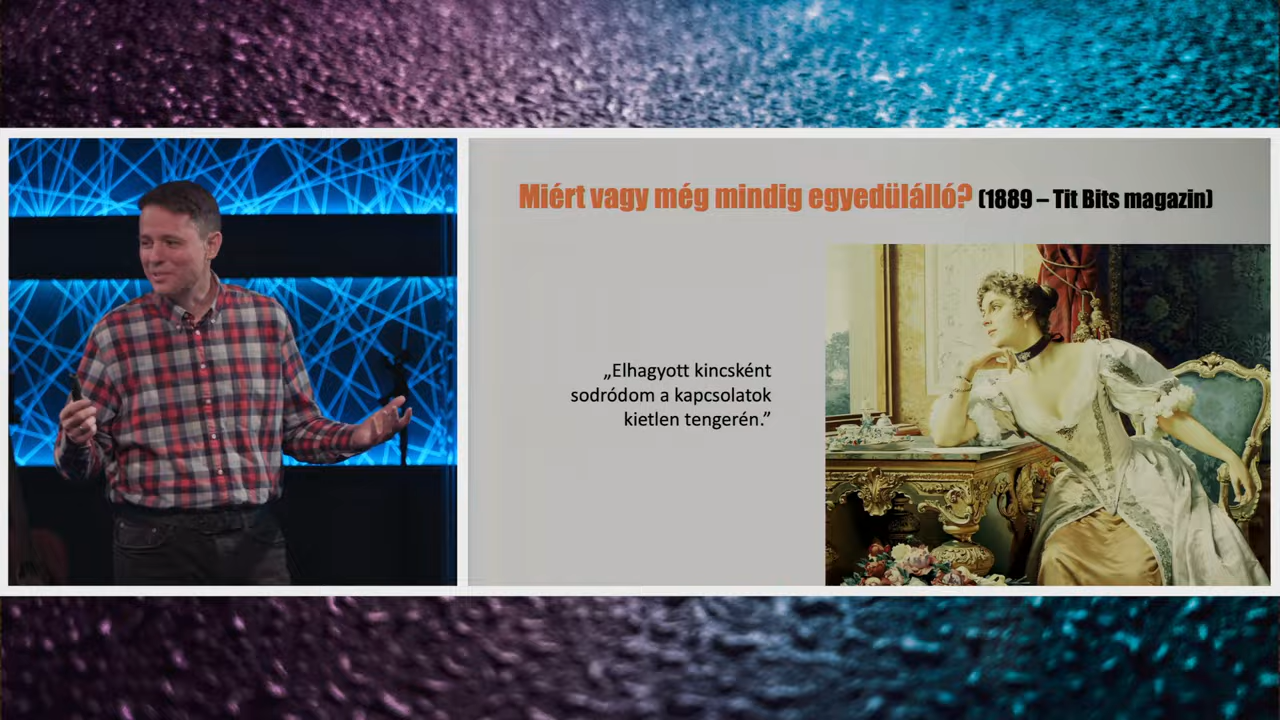 Miért vagy még mindig egyedülálló? (1889 – Tit Bits magazin)
„Elhagyott kincsként
sodródom a kapcsolatok
kietlen tengerén.”